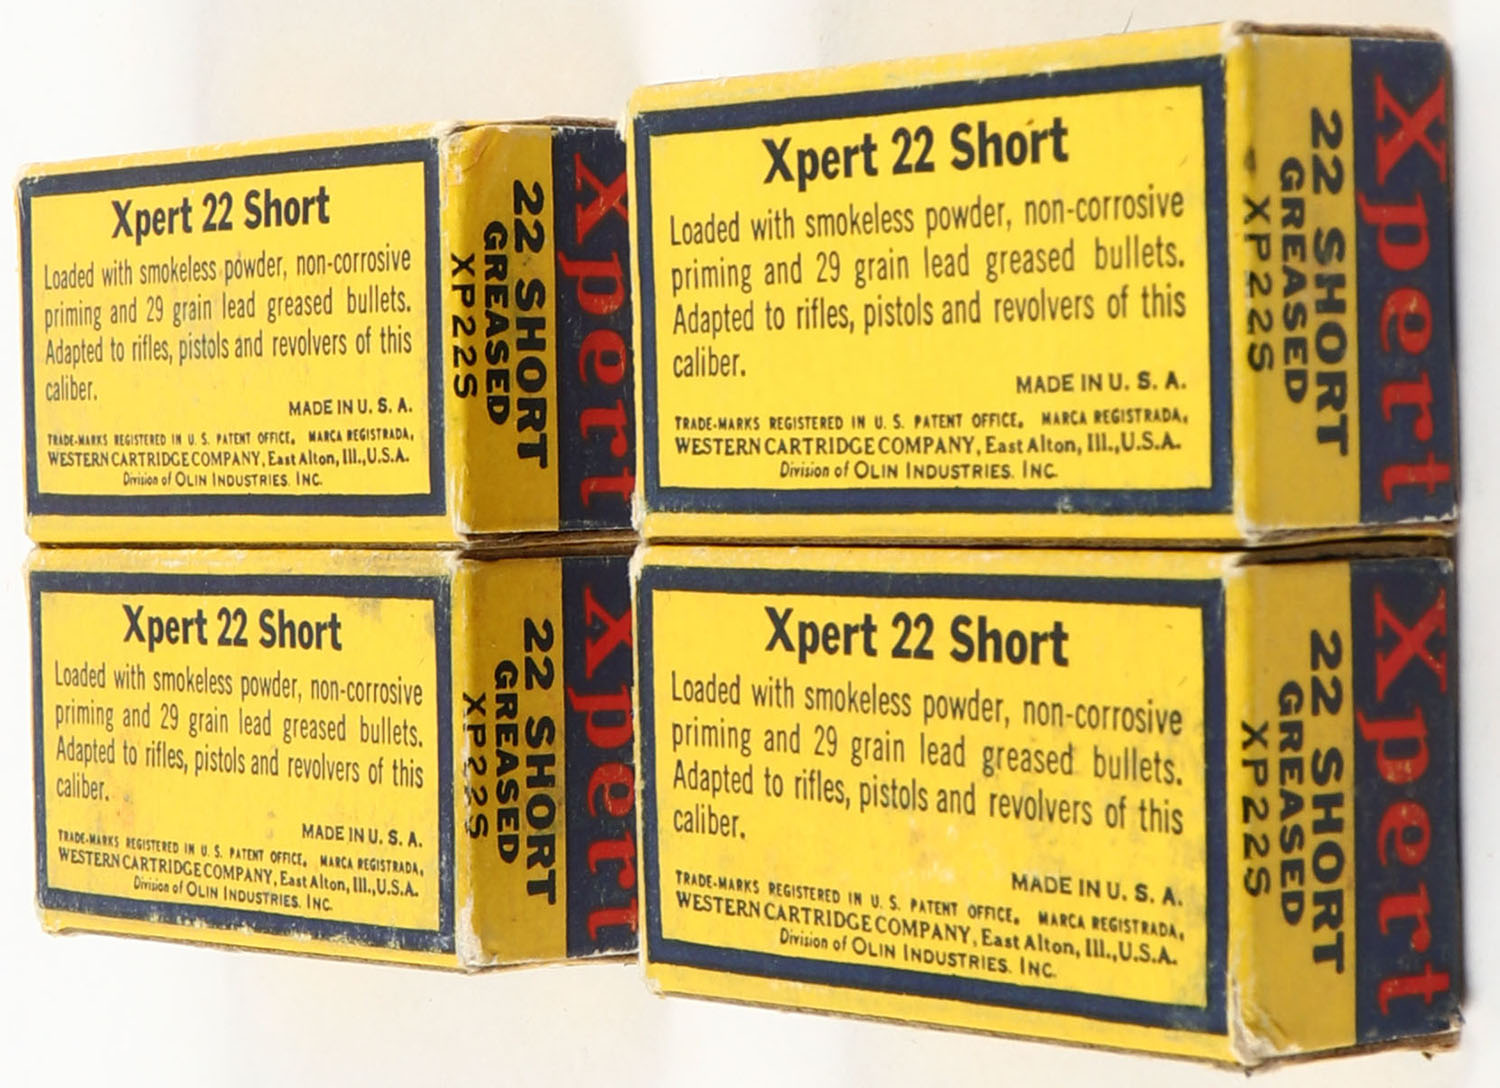 Xpert 22 Short
Loaded with smokeless powder, non-corrosive
priming and 29 grain lead greased bullets.
Adapted to rifles, pistols and revolvers of this
caliber.
MADE IN U. S. A.
TRADE-MARKS REGISTERED IN U. S. PATENT OFFICE. MARCA REGISTRADA.
WESTERN CARTRIDGE COMPANY, East Alton, Ill., U.S.A.
Division of OLIN INDUSTRIES. INC.
22 SHORT
GREASED
XP22S
Xpert
Xpert 22 Short
Loaded with smokeless powder, non-corrosive
priming and 29 grain lead greased bullets.
Adapted to rifles, pistols and revolvers of this
caliber.
MADE IN U. S. A.
TRADE-MARKS REGISTERED IN U. S. PATENT OFFICE. MARCA REGISTRADA.
WESTERN CARTRIDGE COMPANY, East Alton, Ill., U.S.A.
Division of OLIN INDUSTRIES. INC.
22 SHORT
GREASED
XP22S
Xpert
Xpert 22 Short
Loaded with smokeless powder, non-corrosive
priming and 29 grain lead greased bullets.
Adapted to rifles, pistols and revolvers of this
caliber.
MADE IN U. S. A.
TRADE-MARKS REGISTERED IN U. S. PATENT OFFICE. MARCA REGISTRADA.
WESTERN CARTRIDGE COMPANY, East Alton, Ill., U.S.A.
Division of OLIN INDUSTRIES. INC.
22 SHORT
GREASED
XP22S
Xpert
Xpert 22 Short
Loaded with smokeless powder, non-corrosive
priming and 29 grain lead greased bullets.
Adapted to rifles, pistols and revolvers of this
caliber.
MADE IN U. S. A.
TRADE-MARKS REGISTERED IN U. S. PATENT OFFICE. MARCA REGISTRADA.
WESTERN CARTRIDGE COMPANY, East Alton, Ill., U.S.A.
Division of OLIN INDUSTRIES. INC.
22 SHORT
GREASED
XP22S
Xpert